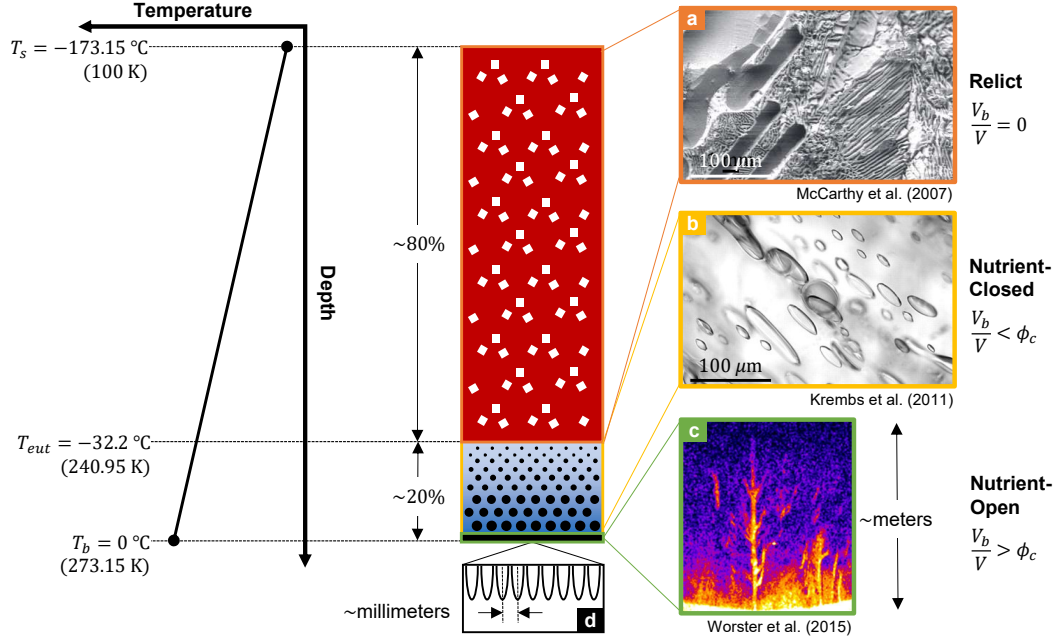 Temperature
T_s = −173.15 °C
(100 K)
~80%
Depth
T_eut = −32.2 °C
(240.95 K)
~20%
T_b = 0 °C
(273.15 K)
~millimeters
d
a
100 μm
McCarthy et al. (2007)
Relict
V_b/V = 0
b
100 μm
Krembs et al. (2011)
Nutrient-
Closed
V_b/V < ϕ_c
c
~meters
Worster et al. (2015)
Nutrient-
Open
V_b/V > ϕ_c